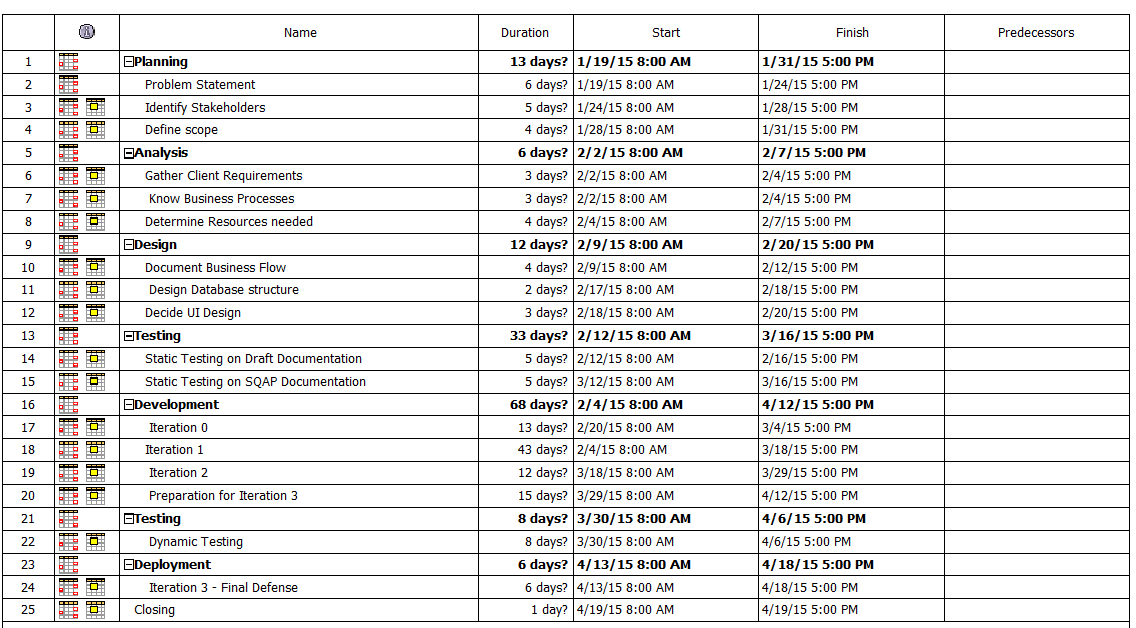 Name Duration Start Finish Predecessors
1 Planning 13 days? 1/19/15 8:00 AM 1/31/15 5:00 PM
2 Problem Statement 6 days? 1/19/15 8:00 AM 1/24/15 5:00 PM
3 Identify Stakeholders 5 days? 1/24/15 8:00 AM 1/28/15 5:00 PM
4 Define scope 4 days? 1/28/15 8:00 AM 1/31/15 5:00 PM
5 Analysis 6 days? 2/2/15 8:00 AM 2/7/15 5:00 PM
6 Gather Client Requirements 3 days? 2/2/15 8:00 AM 2/4/15 5:00 PM
7 Know Business Processes 3 days? 2/2/15 8:00 AM 2/4/15 5:00 PM
8 Determine Resources needed 4 days? 2/4/15 8:00 AM 2/7/15 5:00 PM
9 Design 12 days? 2/9/15 8:00 AM 2/20/15 5:00 PM
10 Document Business Flow 4 days? 2/9/15 8:00 AM 2/12/15 5:00 PM
11 Design Database structure 2 days? 2/17/15 8:00 AM 2/18/15 5:00 PM
12 Decide UI Design 3 days? 2/18/15 8:00 AM 2/20/15 5:00 PM
13 Testing 33 days? 2/12/15 8:00 AM 3/16/15 5:00 PM
14 Static Testing on Draft Documentation 5 days? 2/12/15 8:00 AM 2/16/15 5:00 PM
15 Static Testing on SQAP Documentation 5 days? 3/12/15 8:00 AM 3/16/15 5:00 PM
16 Development 68 days? 2/4/15 8:00 AM 4/12/15 5:00 PM
17 Iteration 0 13 days? 2/20/15 8:00 AM 3/4/15 5:00 PM
18 Iteration 1 43 days? 2/4/15 8:00 AM 3/18/15 5:00 PM
19 Iteration 2 12 days? 3/18/15 8:00 AM 3/29/15 5:00 PM
20 Preparation for Iteration 3 15 days? 3/29/15 8:00 AM 4/12/15 5:00 PM
21 Testing 8 days? 3/30/15 8:00 AM 4/6/15 5:00 PM
22 Dynamic Testing 8 days? 3/30/15 8:00 AM 4/6/15 5:00 PM
23 Deployment 6 days? 4/13/15 8:00 AM 4/18/15 5:00 PM
24 Iteration 3 - Final Defense 6 days? 4/13/15 8:00 AM 4/18/15 5:00 PM
25 Closing 1 day? 4/19/15 8:00 AM 4/19/15 5:00 PM